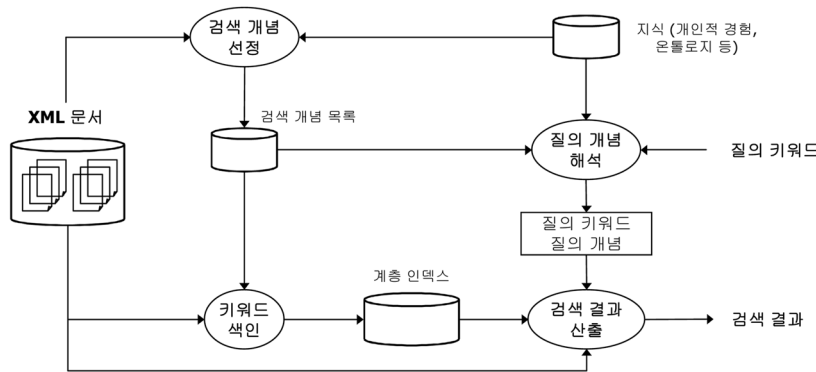 검색 개념
선정
지식 (개인적 경험,
온톨로지 등)
XML 문서
검색 개념 목록
질의 개념
해석
질의 키워드
질의 키워드
질의 개념
계층 인덱스
키워드
색인
검색 결과
산출
검색 결과